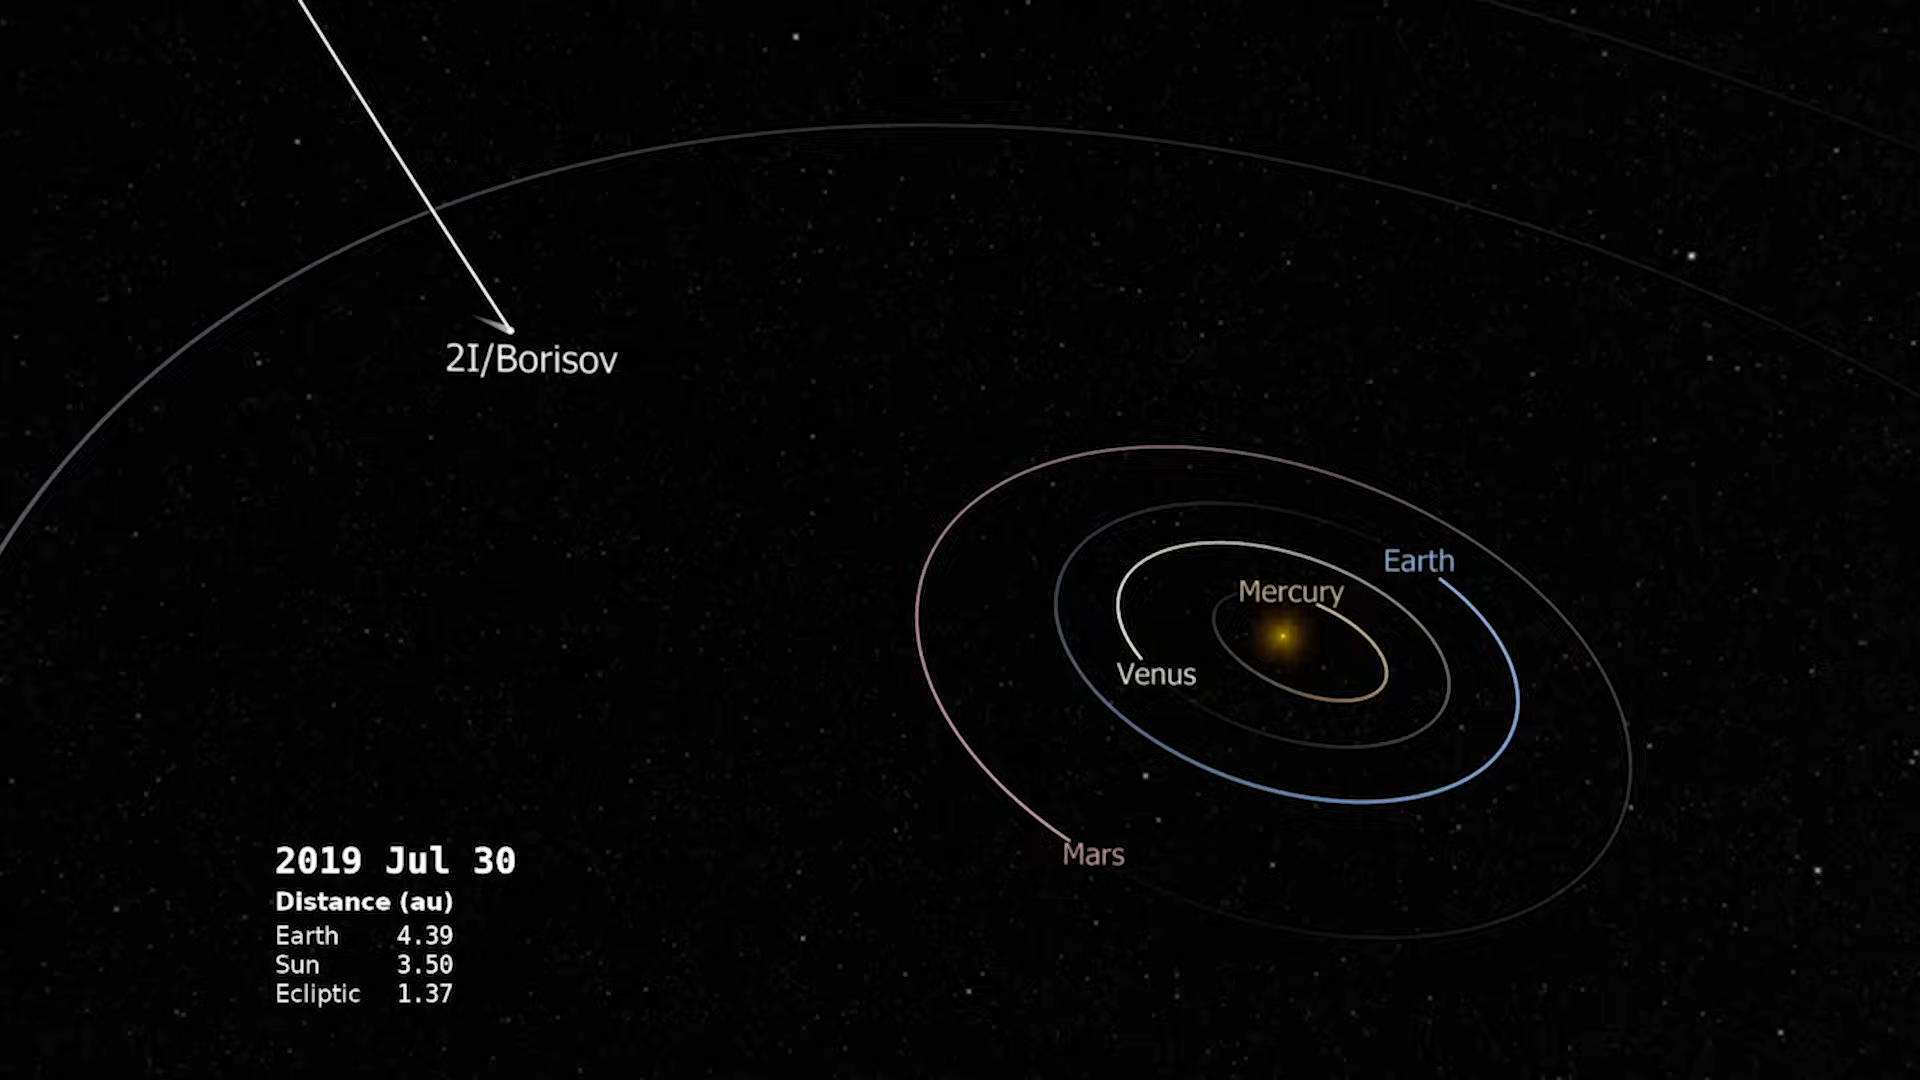 2I/Borisov
Earth
Mercury
Venus
Mars
2019 Jul 30
Distance (au)
Earth 4.39
Sun 3.50
Ecliptic 1.37